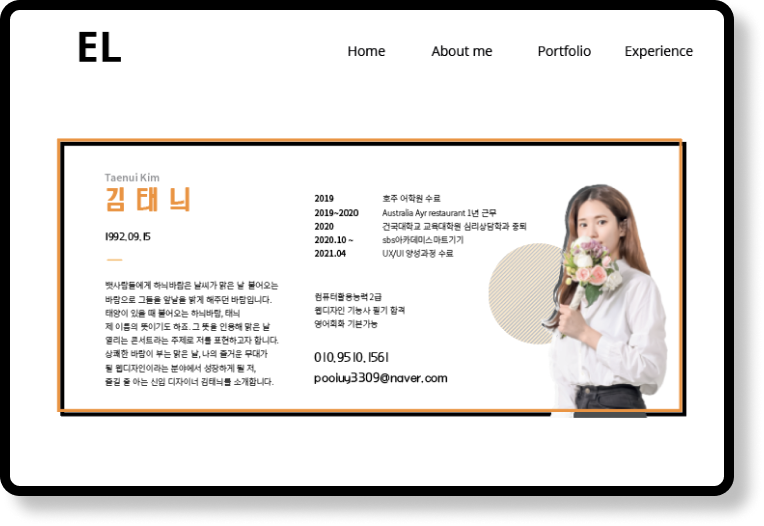 EL
Home
About me
Portfolio
Experience
Taenui Kim
김 태 늬
1992.09.15
뱃사람들에게 하늬바람은 날씨가 맑은 날 불어오는
바람으로 그들을 앞날을 밝게 해주던 바람입니다.
태양이 있을 때 불어오는 하늬바람, 태늬
제 이름의 뜻이기도 하죠. 그 뜻을 인용해 맑은 날
열리는 콘서트라는 주제로 저를 표현하고자 합니다.
상쾌한 바람이 부는 맑은 날, 나의 즐거운 무대가
될 웹디자인이라는 분야에서 성장하게 될 저,
즐길 줄 아는 신입 디자이너 김태늬를 소개합니다.
2019 호주 어학원 수료
2019~2020 Australia Ayr restaurant 1년 근무
2020 건국대학교 교육대학원 심리상담학과 중퇴
2020.10 ~ sbs아카데미스마트기기
2021.04 UX/UI 양성과정 수료
컴퓨터활용능력 2급
웹디자인 기능사 필기 합격
영어회화 기본가능
010.9510.1561
pooluy3309@naver.com